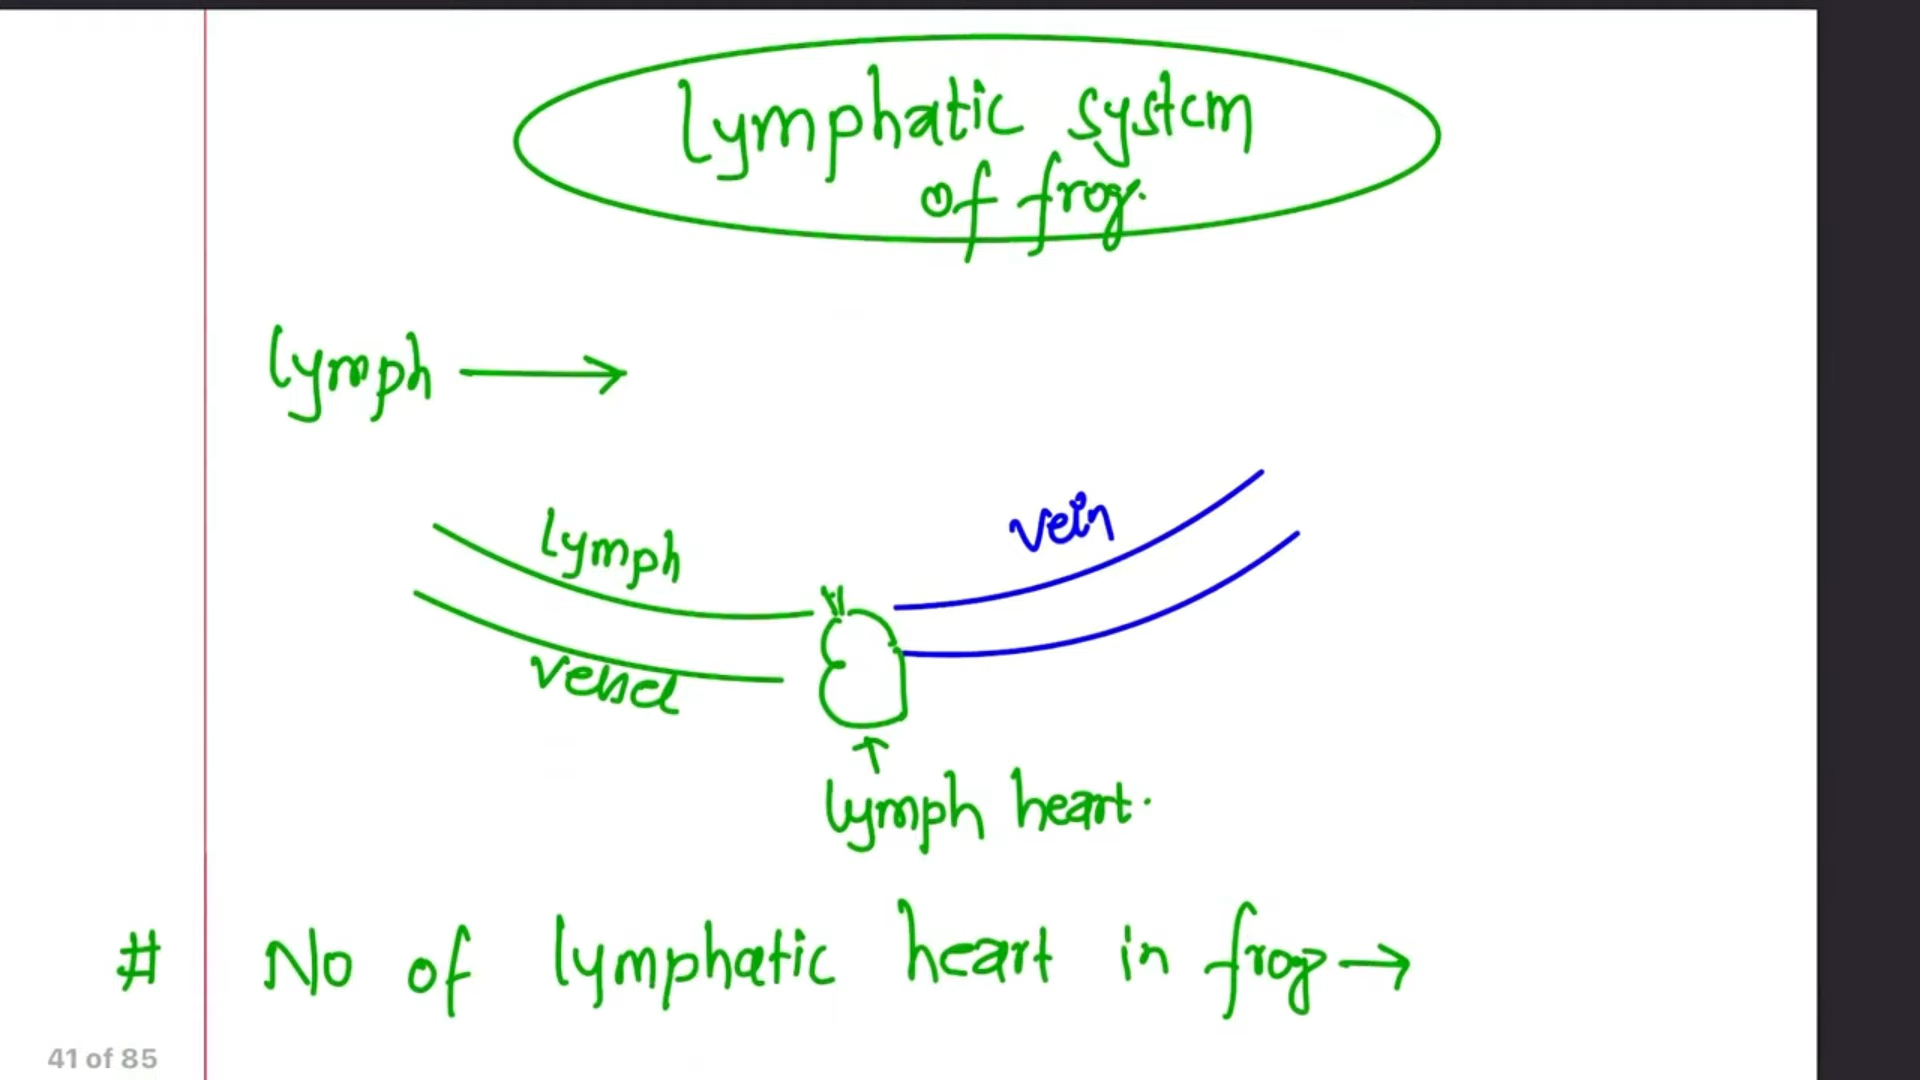 Lymphatic system
of frog.
Lymph →
Lymph
vein
vessel
↑
Lymph heart.
# No of lymphatic heart in frog →
41 of 85